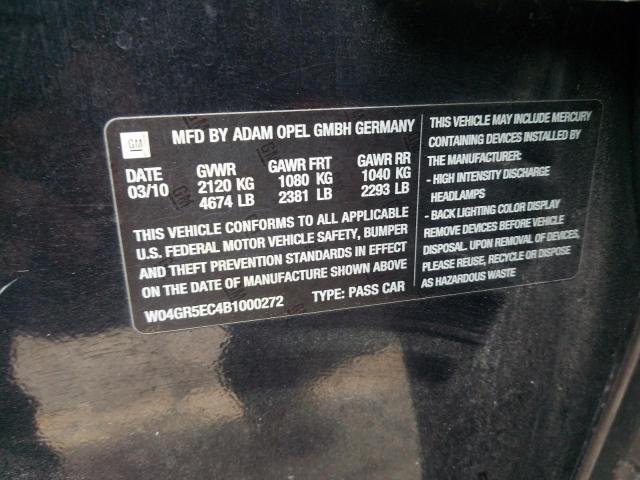 GM
MFD BY ADAM OPEL GMBH GERMANY
DATE GVWR GAWR FRT GAWR RR
03/10 2120 KG 1080 KG 1040 KG
4674 LB 2381 LB 2293 LB
THIS VEHICLE CONFORMS TO ALL APPLICABLE
U.S. FEDERAL MOTOR VEHICLE SAFETY, BUMPER
AND THEFT PREVENTION STANDARDS IN EFFECT
ON THE DATE OF MANUFACTURE SHOWN ABOVE
W04GR5EC4B1000272 TYPE: PASS CAR
THIS VEHICLE MAY INCLUDE MERCURY
CONTAINING DEVICES INSTALLED BY
THE MANUFACTURER:
- HIGH INTENSITY DISCHARGE
HEADLAMPS
- BACK LIGHTING COLOR DISPLAY
REMOVE DEVICES BEFORE VEHICLE
DISPOSAL. UPON REMOVAL OF DEVICES,
PLEASE REUSE, RECYCLE OR DISPOSE
AS HAZARDOUS WASTE